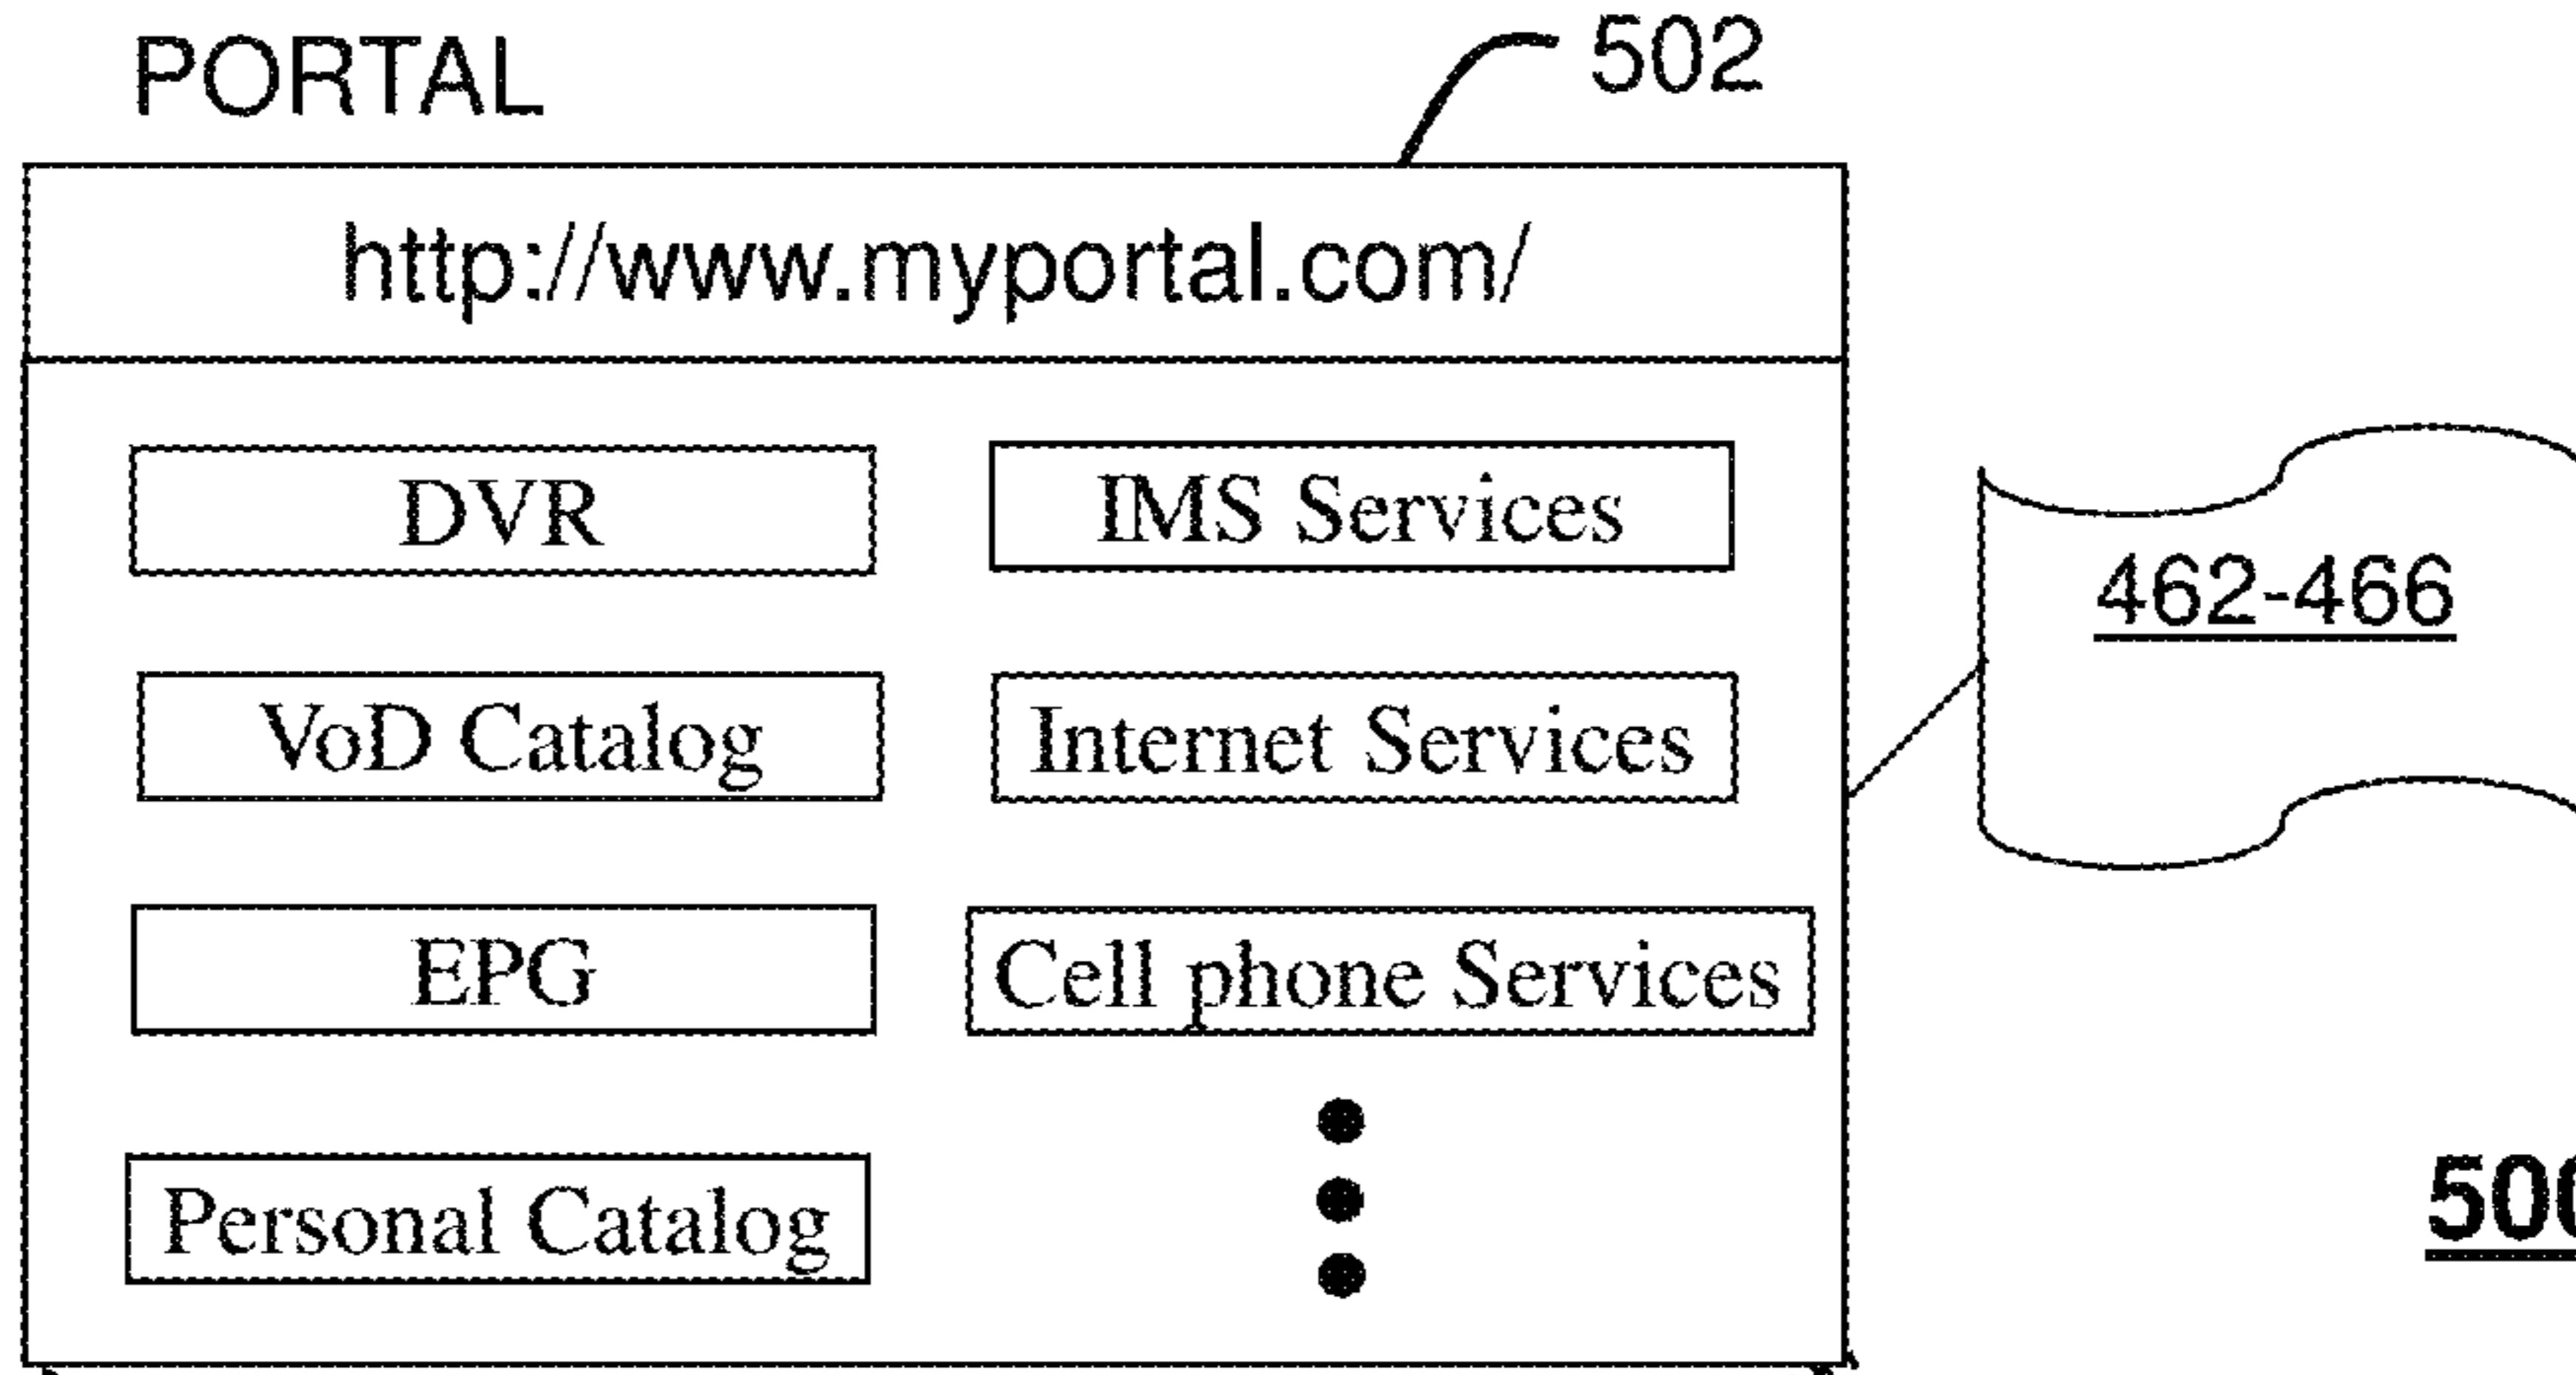 PORTAL
502
http://www.myportal.com/
DVR
IMS Services
462-466
VoD Catalog
Internet Services
EPG
Cell phone Services
Personal Catalog